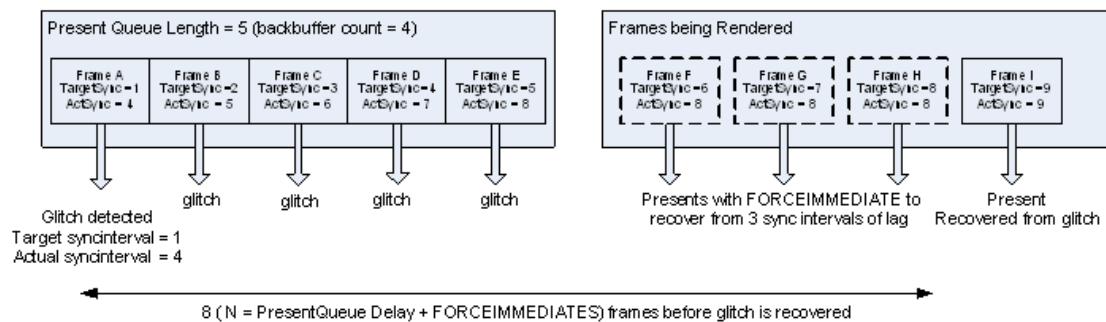 Present Queue Length = 5 (backbuffer count = 4)
Frame A
TargetSync =1
ActSync = 4
Frame B
TargetSync =2
ActSync = 5
Frame C
TargetSync =3
ActSync = 6
Frame D
TargetSync =4
ActSync = 7
Frame E
TargetSync =5
ActSync = 8
Glitch detected
Target syncinterval = 1
Actual syncinterval = 4
glitch
glitch
glitch
glitch
Frames being Rendered
Frame F
TargetSync =6
ActSync = 8
Frame G
TargetSync =7
ActSync = 8
Frame H
TargetSync =8
ActSync = 8
Frame I
TargetSync =9
ActSync = 9
Presents with FORCEIMMEDIATE to
recover from 3 sync intervals of lag
Present
Recovered from glitch
8 ( N = PresentQueue Delay + FORCEIMMEDIATES) frames before glitch is recovered